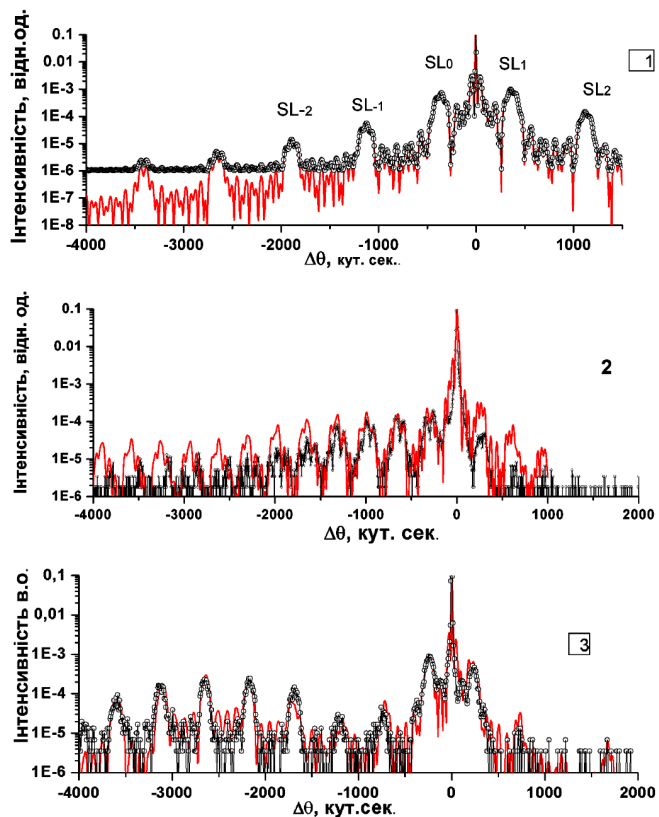 Інтенсивність, відн.од.
0.1
0.01
1E-3
1E-4
1E-5
1E-6
1E-7
1E-8
SL-2
SL-1
SL0
SL1
SL2
1
-4000 -3000 -2000 -1000 0 1000
Δθ, кут. сек..
Інтенсивність, відн. од.
0.1
0.01
1E-3
1E-4
1E-5
1E-6
2
-4000 -3000 -2000 -1000 0 1000 2000
Δθ, кут. сек.
Інтенсивність в.о.
0,1
0,01
1E-3
1E-4
1E-5
1E-6
3
-4000 -3000 -2000 -1000 0 1000 2000
Δθ, кут.сек.